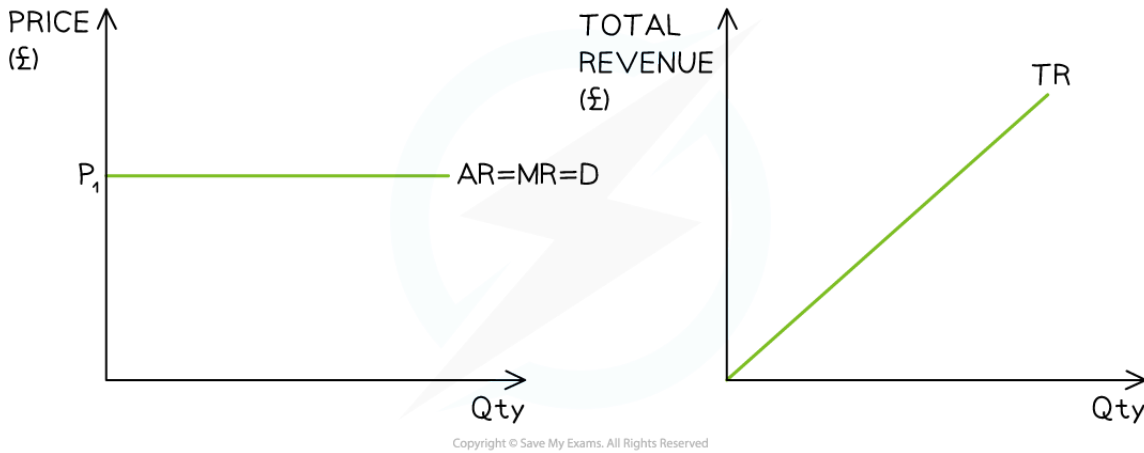 PRICE
(£)
P₁
AR=MR=D
Qty
TOTAL
REVENUE
(£)
TR
Qty
Copyright © Save My Exams. All Rights Reserved